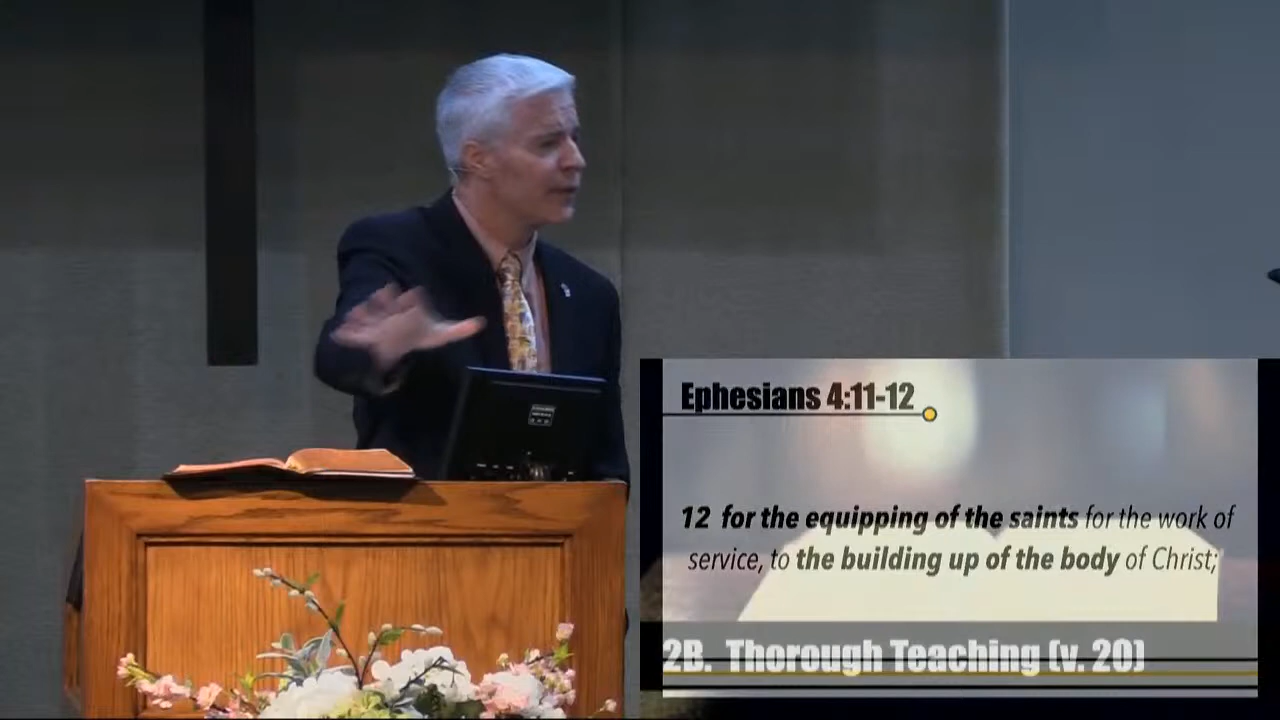 Ephesians 4:11-12
12 for the equipping of the saints for the work of
service, to the building up of the body of Christ;
2B. Thorough Teaching (v. 20)